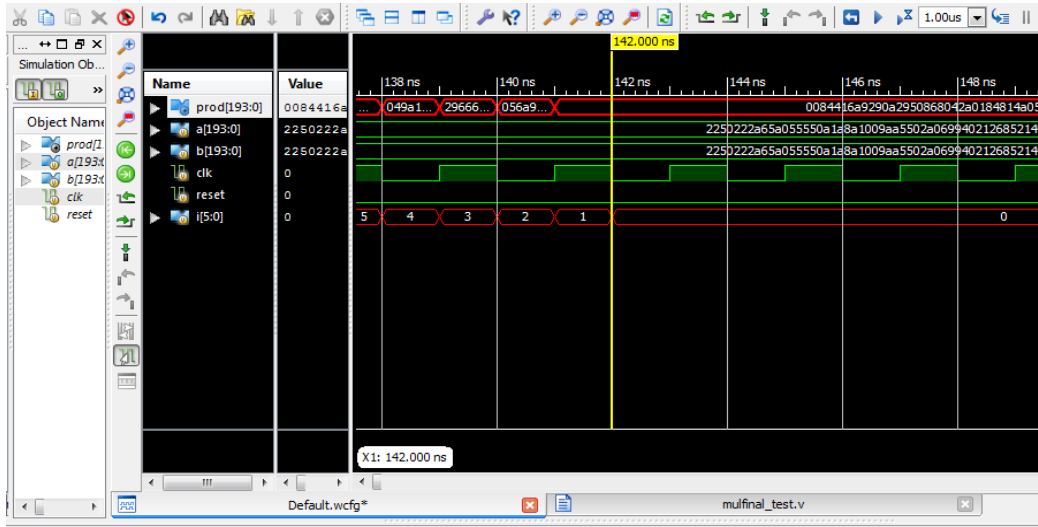 1.00us
142.000 ns
Simulation Ob...
Object Name
prod[1
a[193:(
b[193:(
clk
reset
Name
Value
prod[193:0]
0084416a
a[193:0]
2250222a
b[193:0]
2250222a
clk
0
reset
0
i[5:0]
0
138 ns
140 ns
142 ns
144 ns
146 ns
148 ns
... 049a1... 29666... 056a9... 0084416a9290a2950868042a0184814a05
2250222a65a055550a1a8a1009aa5502a069940212685214
2250222a65a055550a1a8a1009aa5502a069940212685214
5 4 3 2 1 0
X1: 142.000 ns
Default.wcfg*
mulfinal_test.v